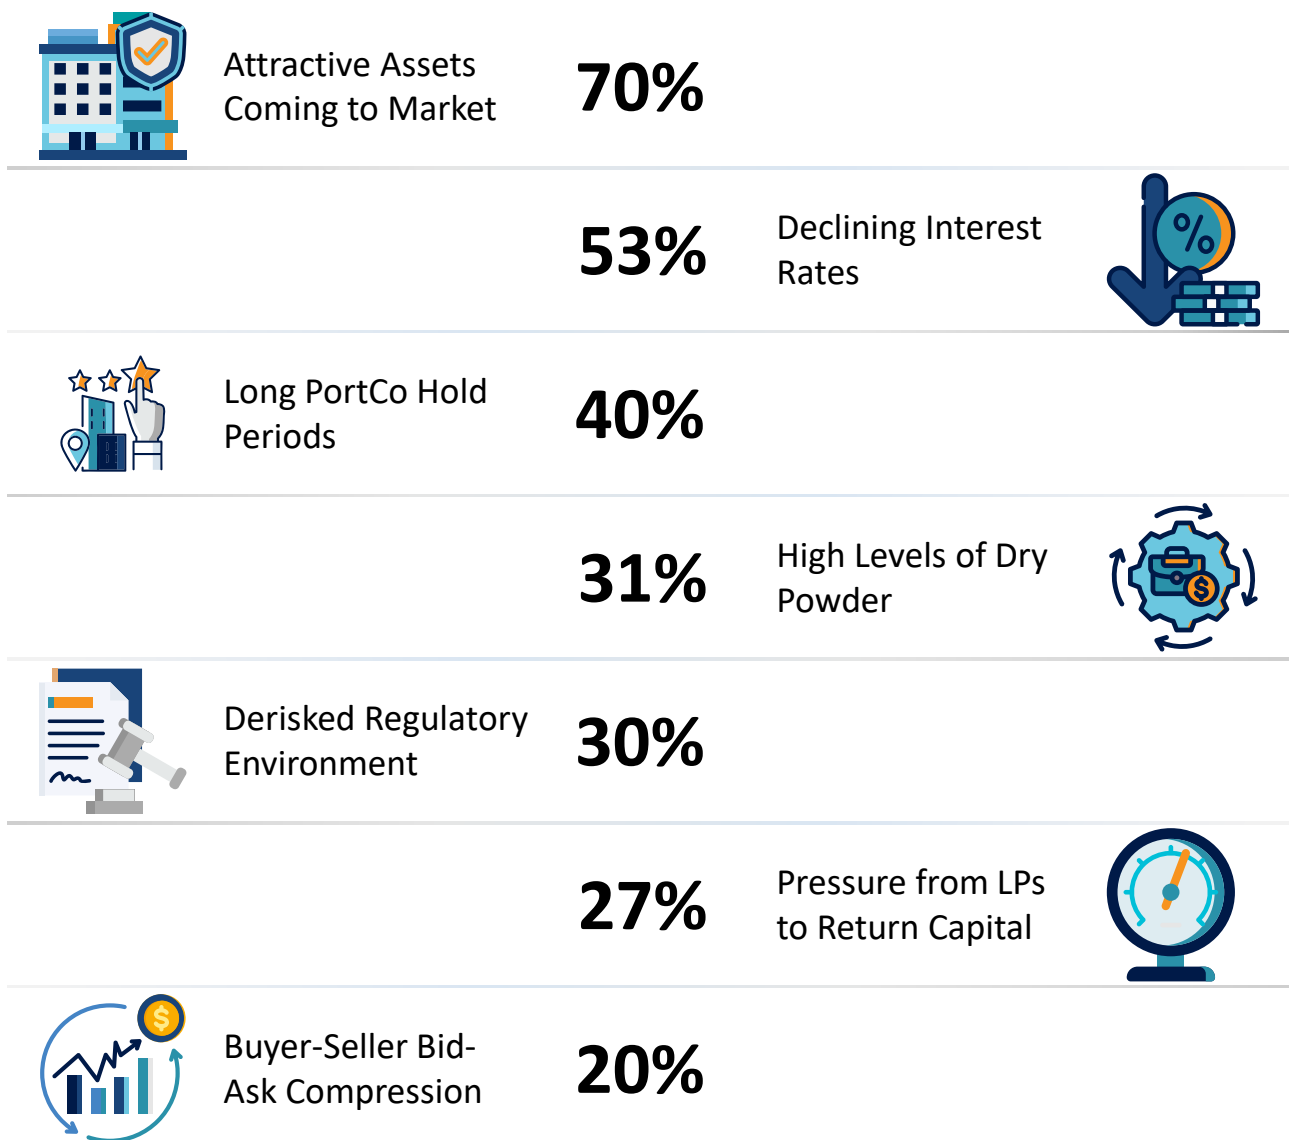 Attractive Assets
Coming to Market
70%
53%
Declining Interest
Rates
%
Long PortCo Hold
Periods
40%
31%
High Levels of Dry
Powder
$
Derisked Regulatory
Environment
30%
27%
Pressure from LPs
to Return Capital
$
Buyer-Seller Bid-
Ask Compression
20%